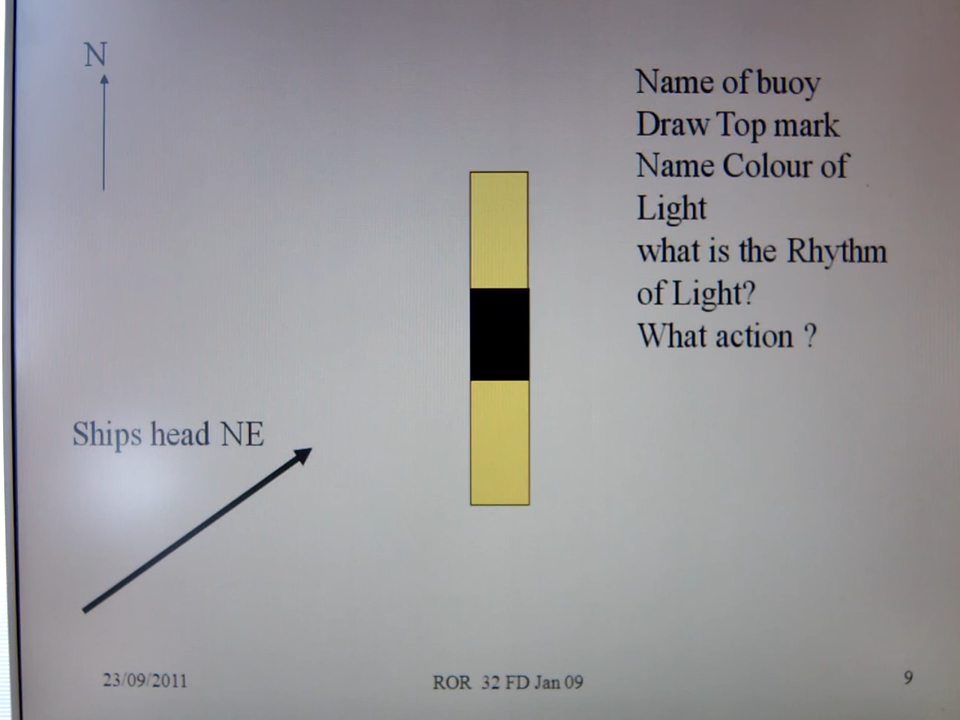 N
Name of buoy
Draw Top mark
Name Colour of
Light
what is the Rhythm
of Light?
What action ?
Ships head NE
23/09/2011
ROR 32 FD Jan 09
9